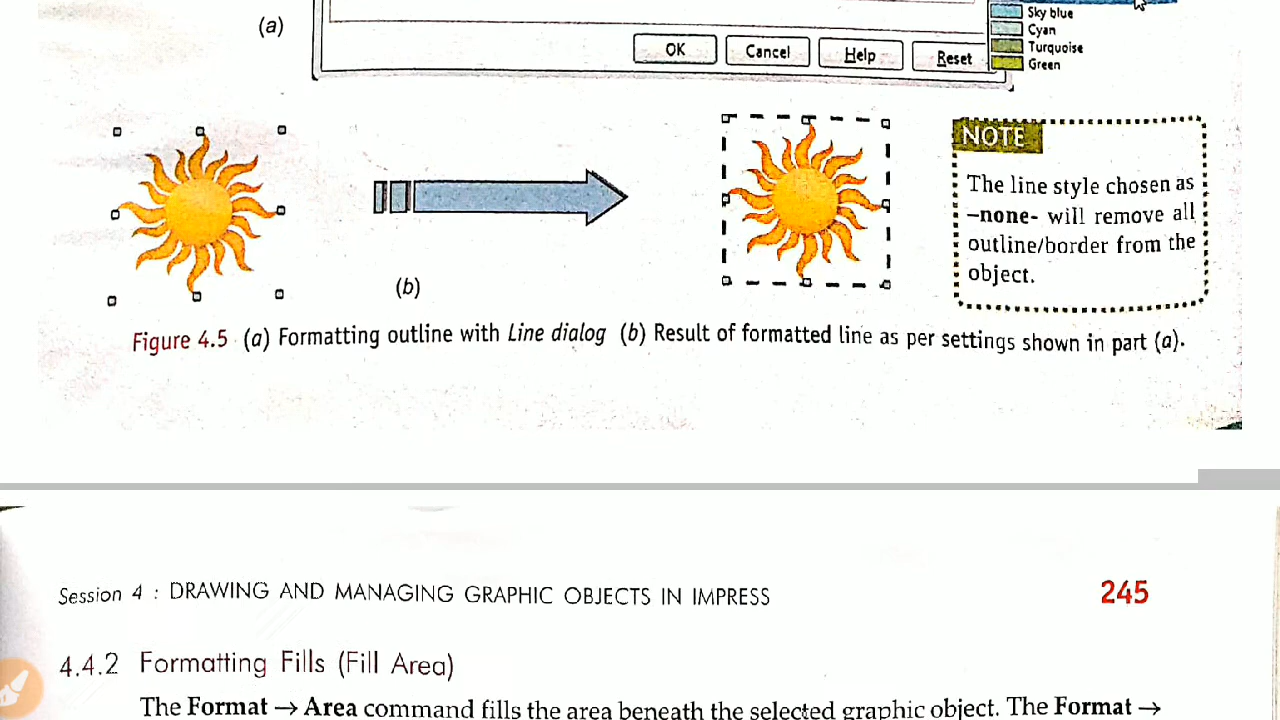 (a)
OK Cancel Help Reset
Sky blue
Cyan
Turquoise
Green
NOTE
The line style chosen as
–none- will remove all
outline/border from the
object.
(b)
Figure 4.5 (a) Formatting outline with Line dialog (b) Result of formatted line as per settings shown in part (a).
Session 4 : DRAWING AND MANAGING GRAPHIC OBJECTS IN IMPRESS 245
4.4.2 Formatting Fills (Fill Area)
The Format → Area command fills the area beneath the selected graphic object. The Format →